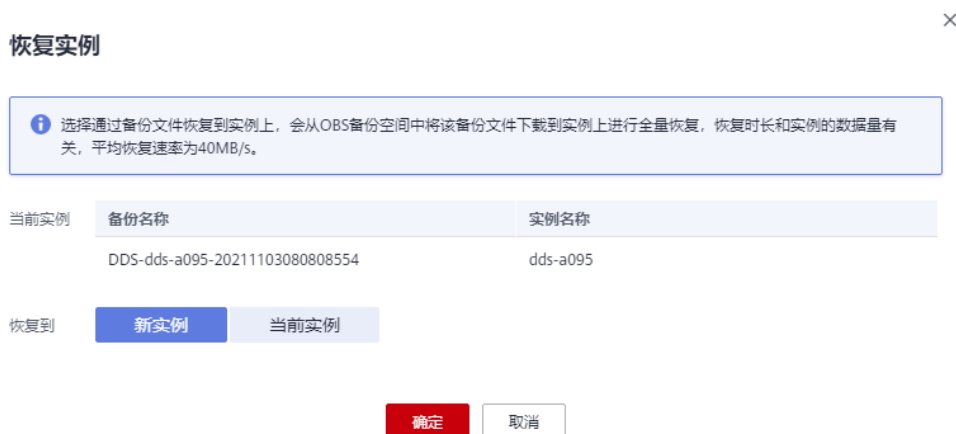 恢复实例
选择通过备份文件恢复到实例上，会从OBS备份空间中将该备份文件下载到实例上进行全量恢复，恢复时长和实例的数据量有
关，平均恢复速率为40MB/s。
当前实例 备份名称 实例名称
DDS-dds-a095-20211103080808554 dds-a095
恢复到 新实例 当前实例
确定 取消